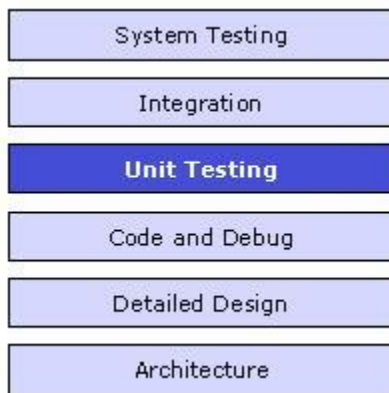 System Testing
Integration
Unit Testing
Code and Debug
Detailed Design
Architecture